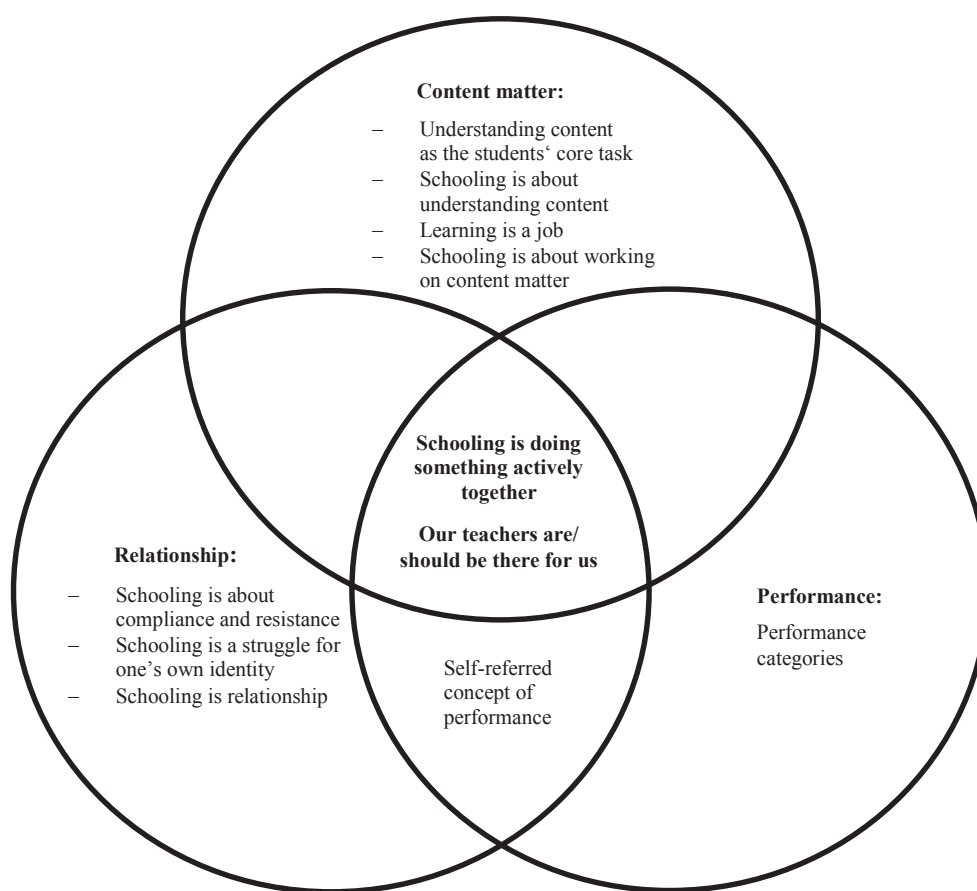 Content matter:
– Understanding content
as the students‘ core task
– Schooling is about
understanding content
– Learning is a job
– Schooling is about working
on content matter
Schooling is doing
something actively
together
Our teachers are/
should be there for us
Relationship:
– Schooling is about
compliance and resistance
– Schooling is a struggle for
one’s own identity
– Schooling is relationship
Self-referred
concept of
performance
Performance:
Performance
categories